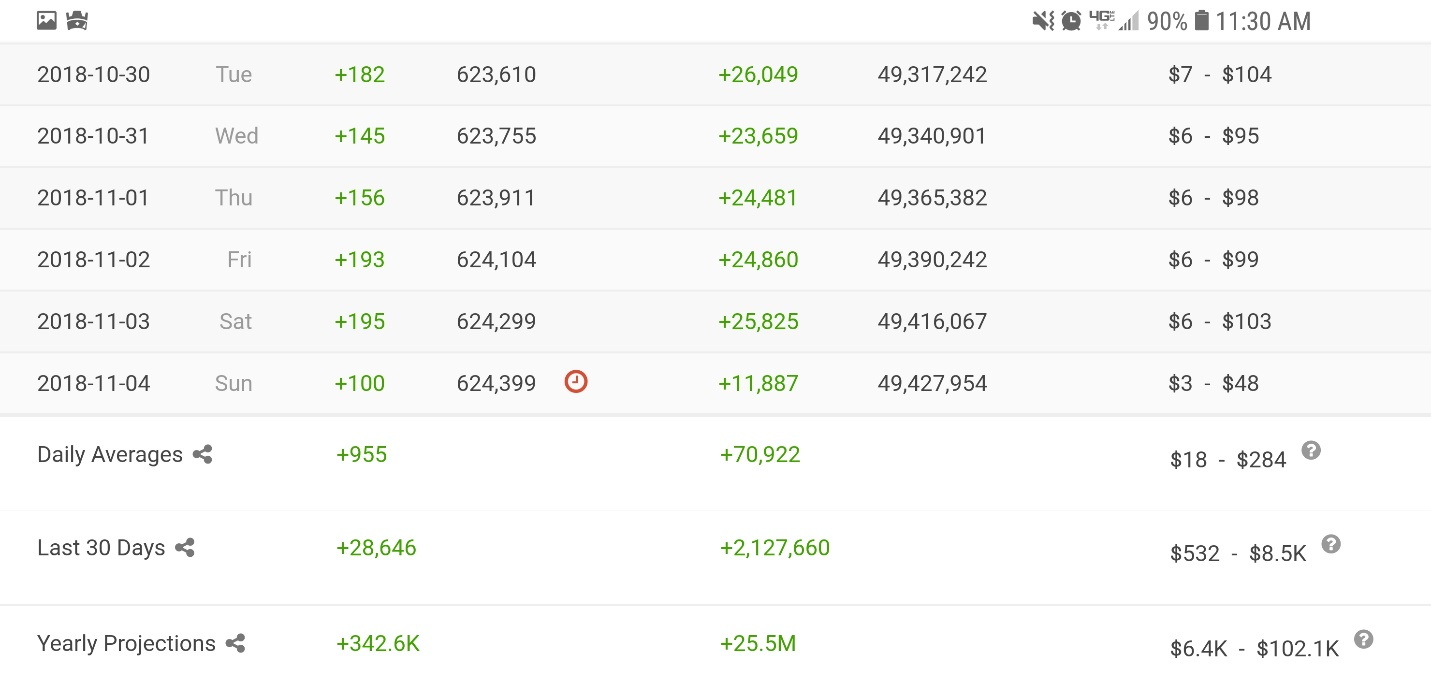 90% 11:30 AM
2018-10-30 Tue +182 623,610 +26,049 49,317,242 $7 - $104
2018-10-31 Wed +145 623,755 +23,659 49,340,901 $6 - $95
2018-11-01 Thu +156 623,911 +24,481 49,365,382 $6 - $98
2018-11-02 Fri +193 624,104 +24,860 49,390,242 $6 - $99
2018-11-03 Sat +195 624,299 +25,825 49,416,067 $6 - $103
2018-11-04 Sun +100 624,399 +11,887 49,427,954 $3 - $48
Daily Averages +955 +70,922 $18 - $284 ?
Last 30 Days +28,646 +2,127,660 $532 - $8.5K ?
Yearly Projections +342.6K +25.5M $6.4K - $102.1K ?